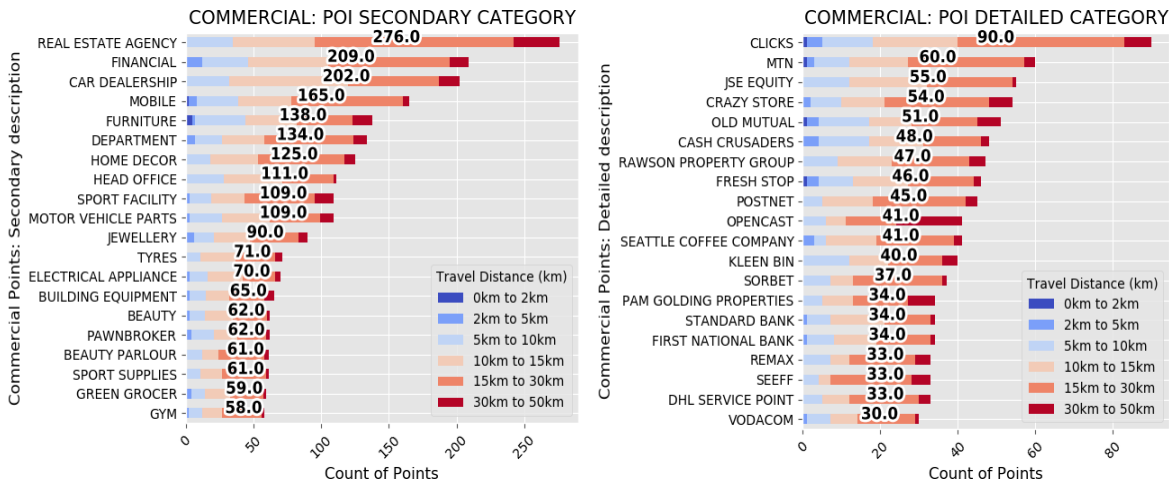 COMMERCIAL: POI SECONDARY CATEGORY
Commercial Points: Secondary description
REAL ESTATE AGENCY 276.0
FINANCIAL 209.0
CAR DEALERSHIP 202.0
MOBILE 165.0
FURNITURE 138.0
DEPARTMENT 134.0
HOME DECOR 125.0
HEAD OFFICE 111.0
SPORT FACILITY 109.0
MOTOR VEHICLE PARTS 109.0
JEWELLERY 90.0
TYRES 71.0
ELECTRICAL APPLIANCE 70.0
BUILDING EQUIPMENT 65.0
BEAUTY 62.0
PAWNBROKER 62.0
BEAUTY PARLOUR 61.0
SPORT SUPPLIES 61.0
GREEN GROCER 59.0
GYM 58.0
Travel Distance (km)
0km to 2km
2km to 5km
5km to 10km
10km to 15km
15km to 30km
30km to 50km
0 50 100 150 200 250
Count of Points
COMMERCIAL: POI DETAILED CATEGORY
Commercial Points: Detailed description
CLICKS 90.0
MTN 60.0
JSE EQUITY 55.0
CRAZY STORE 54.0
OLD MUTUAL 51.0
CASH CRUSADERS 48.0
RAWSON PROPERTY GROUP 47.0
FRESH STOP 46.0
POSTNET 45.0
OPENCAST 41.0
SEATTLE COFFEE COMPANY 41.0
KLEEN BIN 40.0
SORBET 37.0
PAM GOLDING PROPERTIES 34.0
STANDARD BANK 34.0
FIRST NATIONAL BANK 34.0
REMAX 33.0
SEEFF 33.0
DHL SERVICE POINT 33.0
VODACOM 30.0
Travel Distance (km)
0km to 2km
2km to 5km
5km to 10km
10km to 15km
15km to 30km
30km to 50km
0 20 40 60 80
Count of Points